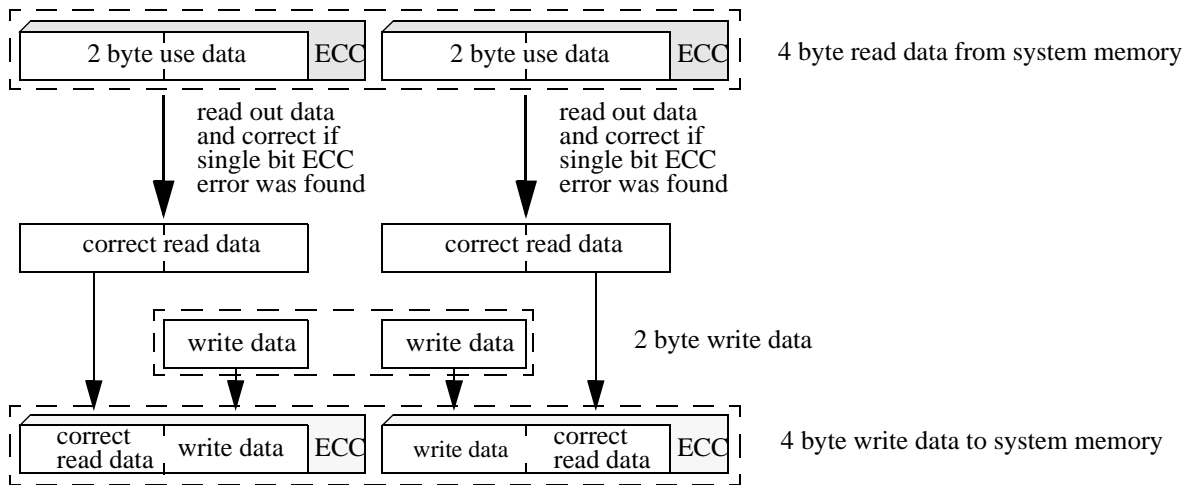 2 byte use data ECC 2 byte use data ECC 4 byte read data from system memory
read out data
and correct if
single bit ECC
error was found
read out data
and correct if
single bit ECC
error was found
correct read data correct read data
write data write data 2 byte write data
correct
read data write data ECC write data correct
read data ECC 4 byte write data to system memory